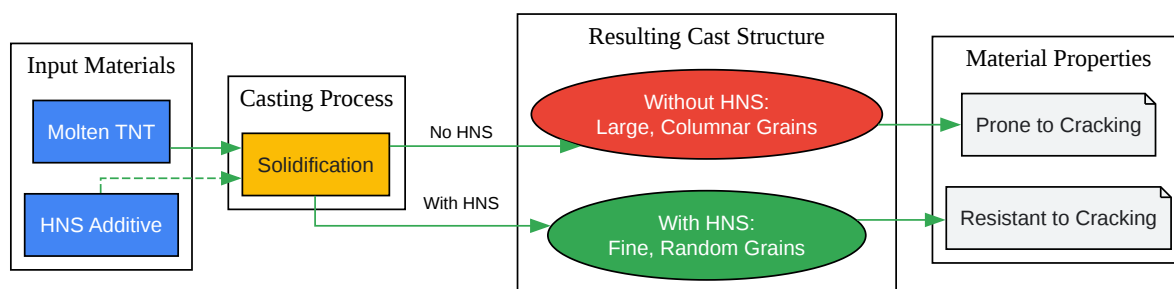 Input Materials
Molten TNT
HNS Additive
Casting Process
Solidification
No HNS
With HNS
Resulting Cast Structure
Without HNS:
Large, Columnar Grains
With HNS:
Fine, Random Grains
Material Properties
Prone to Cracking
Resistant to Cracking